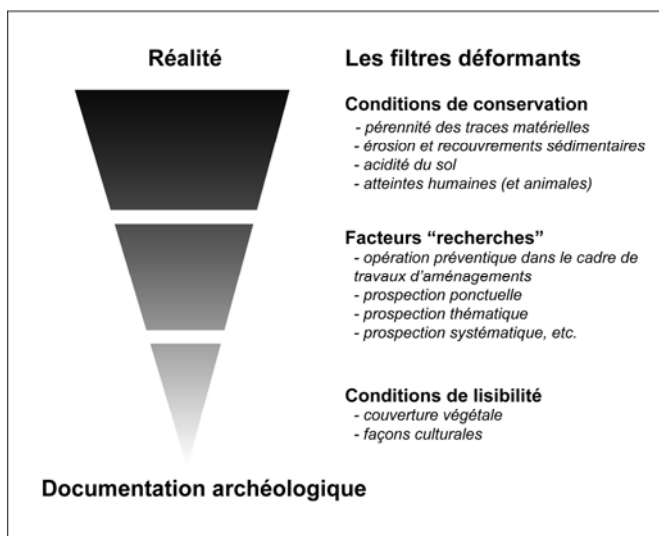 Réalité
Les filtres déformants
Conditions de conservation
- pérennité des traces matérielles
- érosion et recouvrements sédimentaires
- acidité du sol
- atteintes humaines (et animales)
Facteurs “recherches”
- opération préventique dans le cadre de
travaux d’aménagements
- prospection ponctuelle
- prospection thématique
- prospection systématique, etc.
Conditions de lisibilité
- couverture végétale
- façons culturales
Documentation archéologique